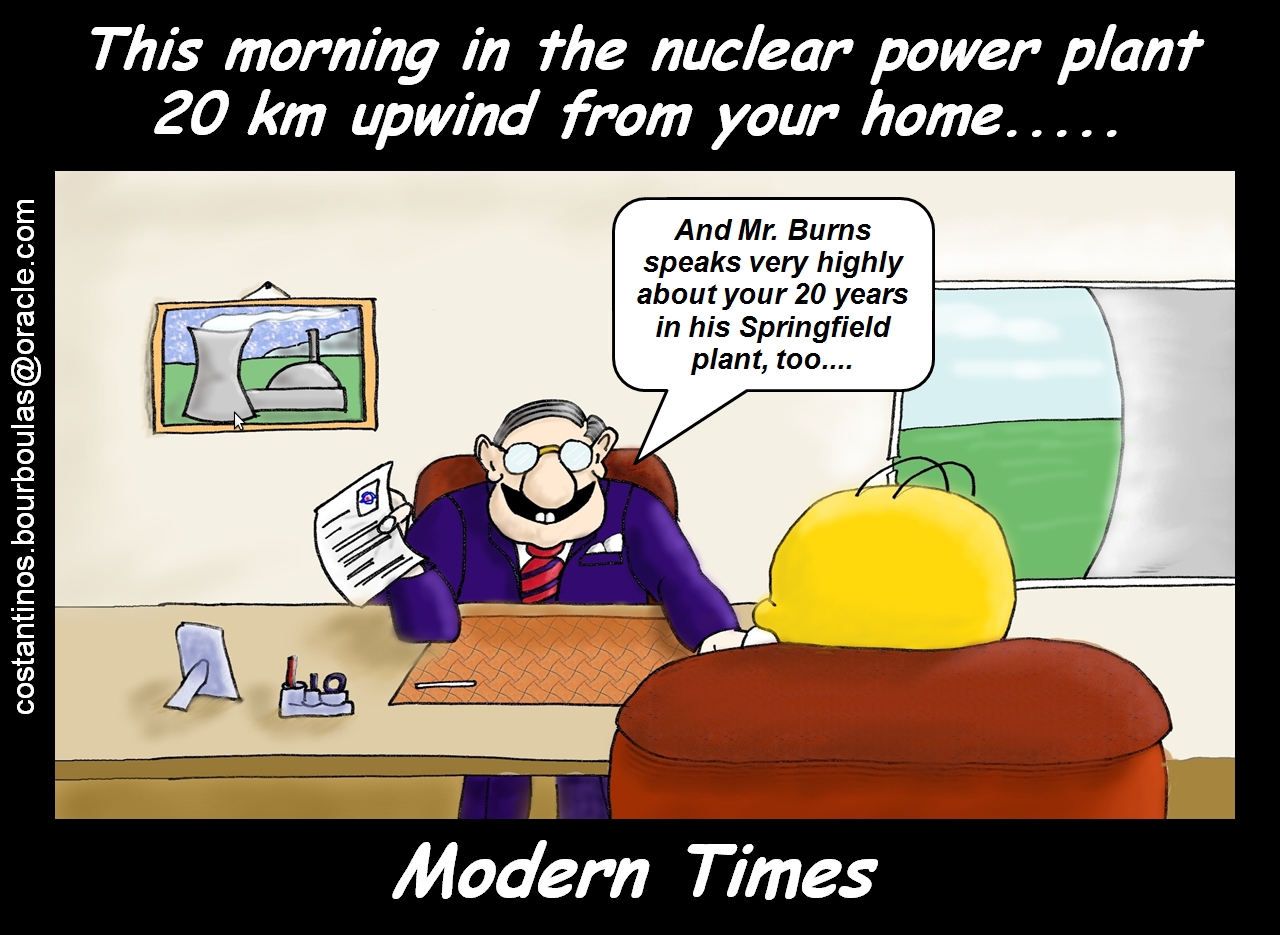 This morning in the nuclear power plant
20 km upwind from your home.....
costantinos.bourboulas@oracle.com
And Mr. Burns
speaks very highly
about your 20 years
in his Springfield
plant, too....
Modern Times